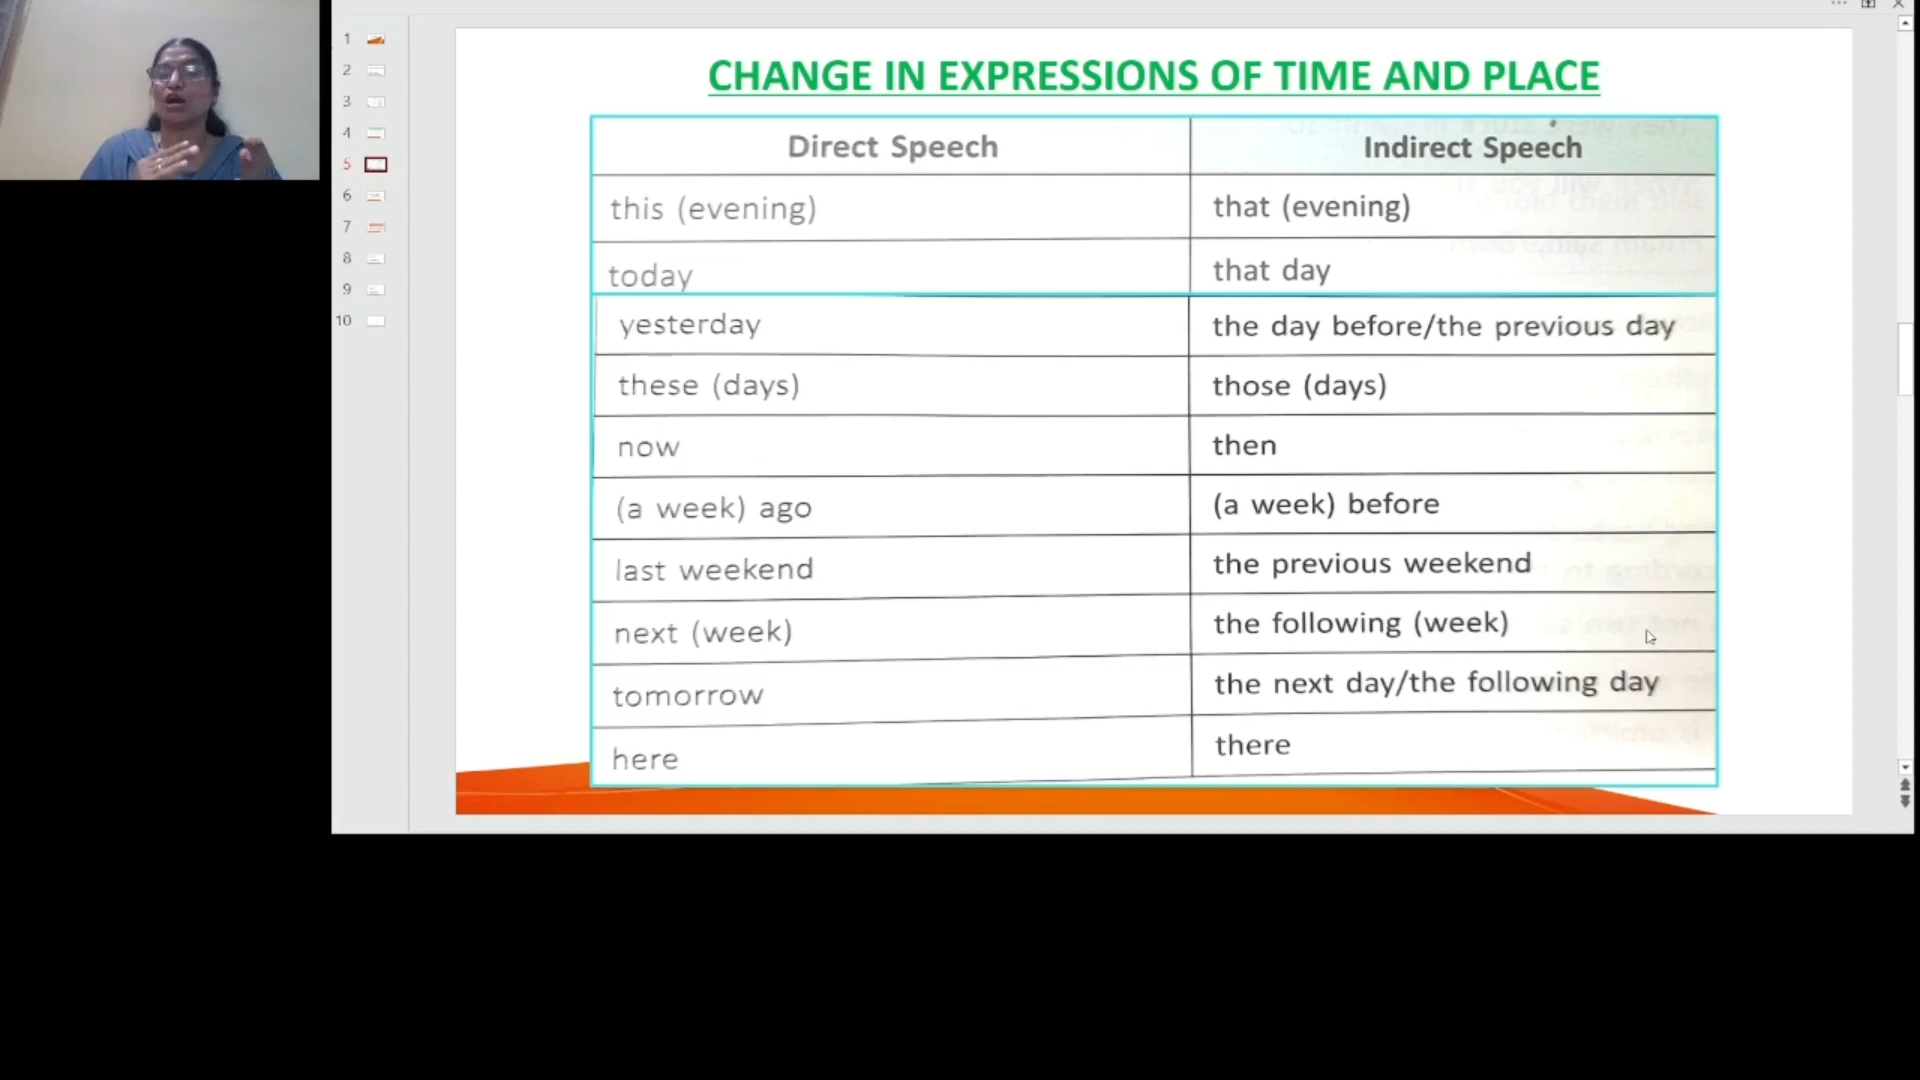 1
2
3
4
5
6
7
8
9
10
CHANGE IN EXPRESSIONS OF TIME AND PLACE
Direct Speech Indirect Speech
this (evening) that (evening)
today that day
yesterday the day before/the previous day
these (days) those (days)
now then
(a week) ago (a week) before
last weekend the previous weekend
next (week) the following (week)
tomorrow the next day/the following day
here there